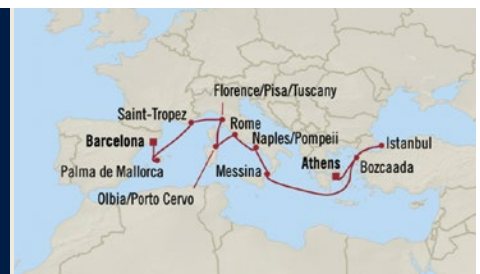 Florence/Pisa/Tuscany
Saint-Tropez
Rome
Barcelona
Naples/Pompeii
Istanbul
Athens
Palma de Mallorca
Messina
Bozcaada
Olbia/Porto Cervo